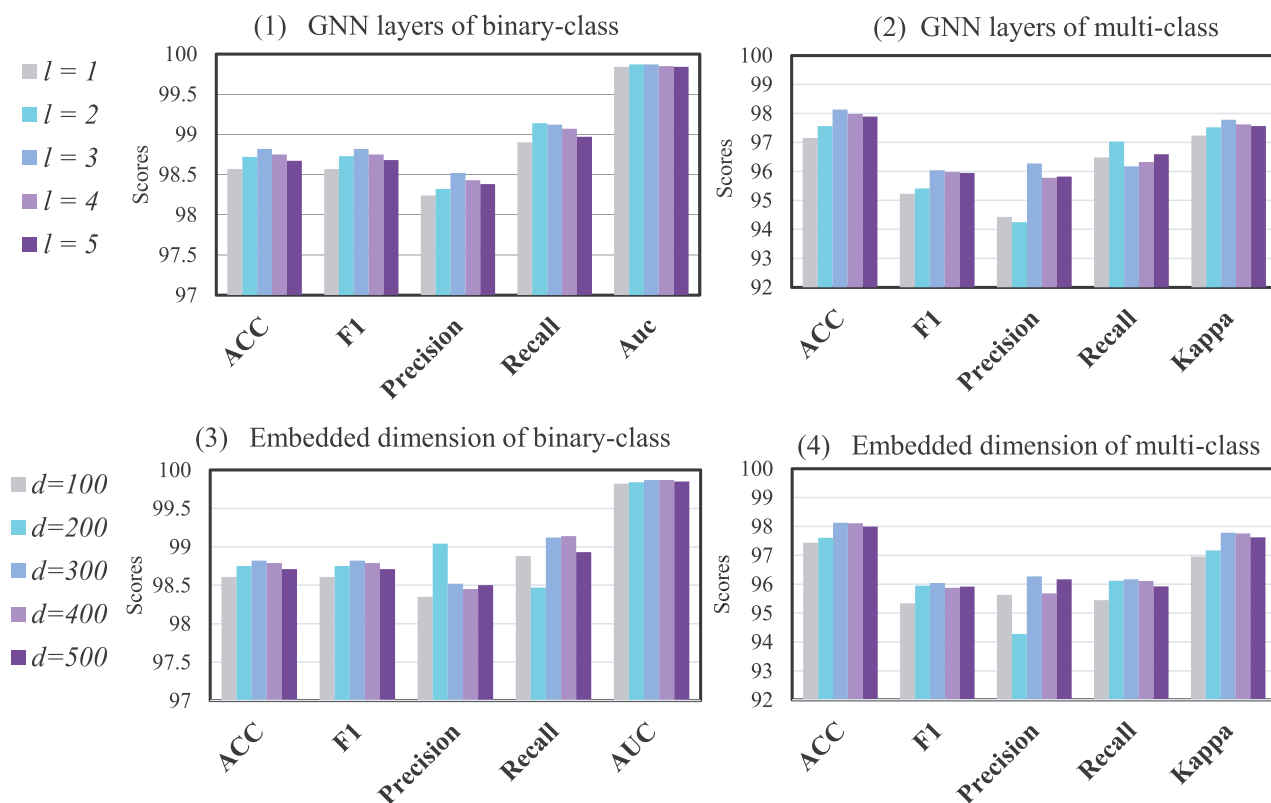 (1) GNN layers of binary-class
l = 1
l = 2
l = 3
l = 4
l = 5
Scores
100
99.5
99
98.5
98
97.5
97
ACC
F1
Precision
Recall
Auc
(2) GNN layers of multi-class
Scores
100
99
98
97
96
95
94
93
92
ACC
F1
Precision
Recall
Kappa
(3) Embedded dimension of binary-class
d=100
d=200
d=300
d=400
d=500
Scores
100
99.5
99
98.5
98
97.5
97
ACC
F1
Precision
Recall
AUC
(4) Embedded dimension of multi-class
Scores
100
99
98
97
96
95
94
93
92
ACC
F1
Precision
Recall
Kappa